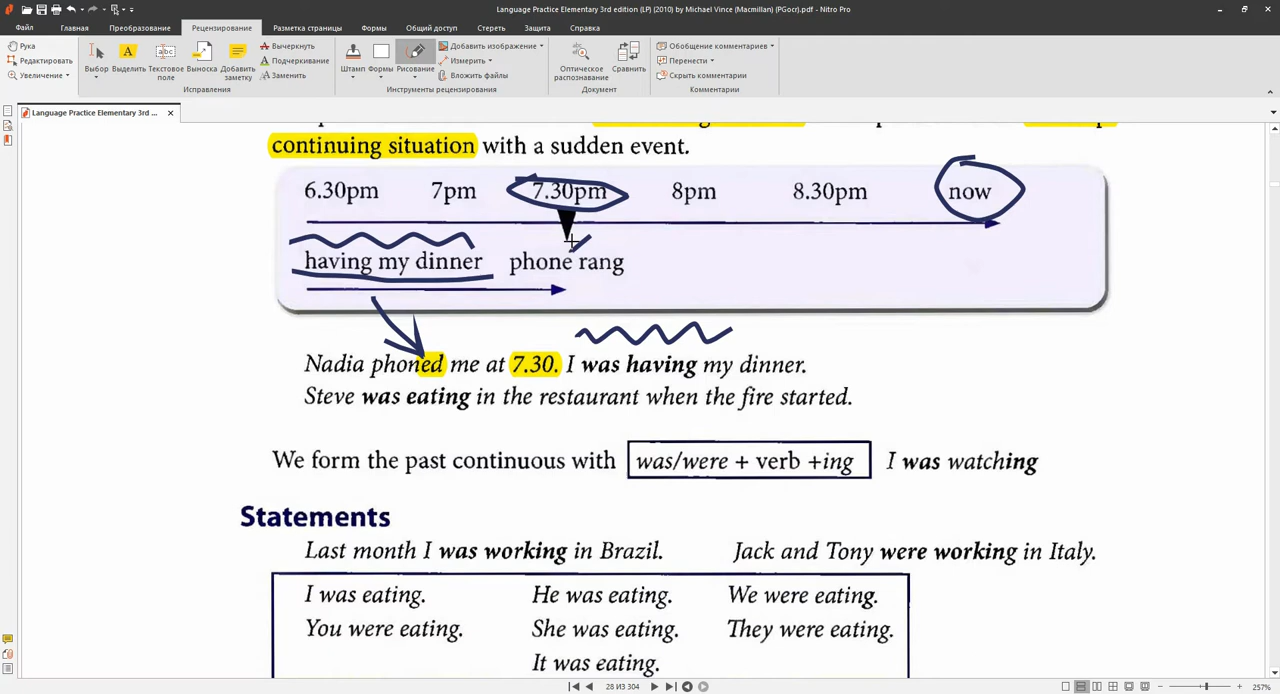 Language Practice Elementary 3rd edition (LP) (2010) by Michael Vince (Macmillan) (PGocr).pdf - Nitro Pro
Файл Главная Преобразование Рецензирование Разметка страницы Формы Общий доступ Стереть Защита Справка
Рука
Редактировать
Увеличение
Выбор Выделить Текстовое поле Выноска Добавить заметку
Вычеркнуть
Подчеркивание
Заменить
Исправления
Штамп Формы Рисование
Добавить изображение
Измерить
Вложить файлы
Инструменты рецензирования
Оптическое распознавание Сравнить
Документ
Обобщение комментариев
Перенести
Скрыть комментарии
Комментарии
Language Practice Elementary 3rd ...
continuing situation with a sudden event.
6.30pm 7pm 7.30pm 8pm 8.30pm now
having my dinner phone rang
Nadia phoned me at 7.30. I was having my dinner.
Steve was eating in the restaurant when the fire started.
We form the past continuous with was/were + verb +ing I was watching
Statements
Last month I was working in Brazil. Jack and Tony were working in Italy.
I was eating. He was eating. We were eating.
You were eating. She was eating. They were eating.
It was eating.
28 ИЗ 304
257%